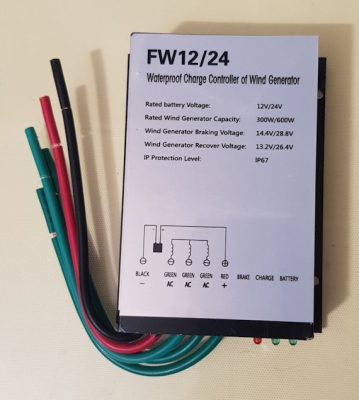 FW12/24
Waterproof Charge Controller of Wind Generator
Rated battery Voltage: 12V/24V
Rated Wind Generator Capacity: 300W/600W
Wind Generator Braking Voltage: 14.4V/28.8V
Wind Generator Recover Voltage: 13.2V/26.4V
IP Protection Level: IP67
BLACK GREEN GREEN GREEN RED BRAKE CHARGE BATTERY
− AC AC AC +